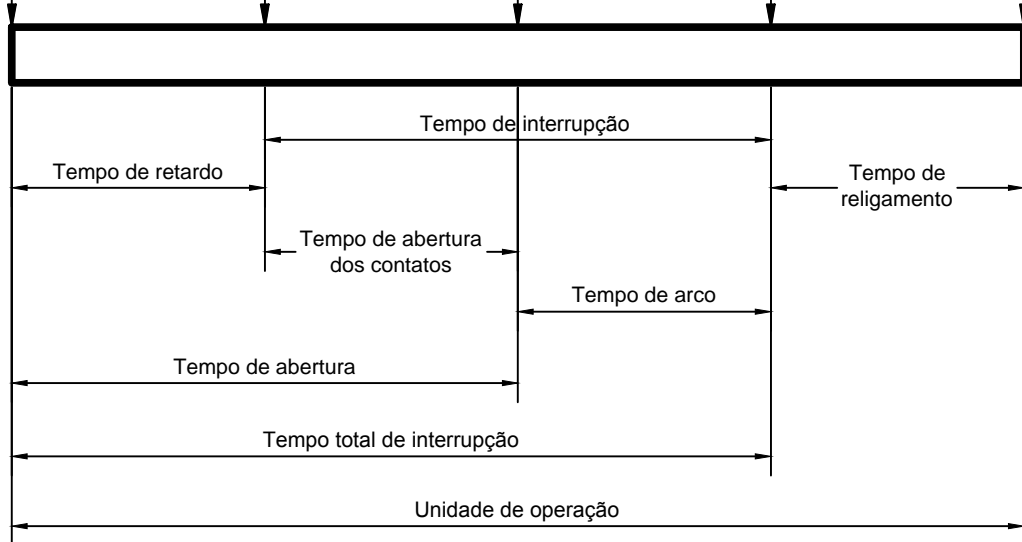 Tempo de interrupção
Tempo de retardo
Tempo de
religamento
Tempo de abertura
dos contatos
Tempo de arco
Tempo de abertura
Tempo total de interrupção
Unidade de operação